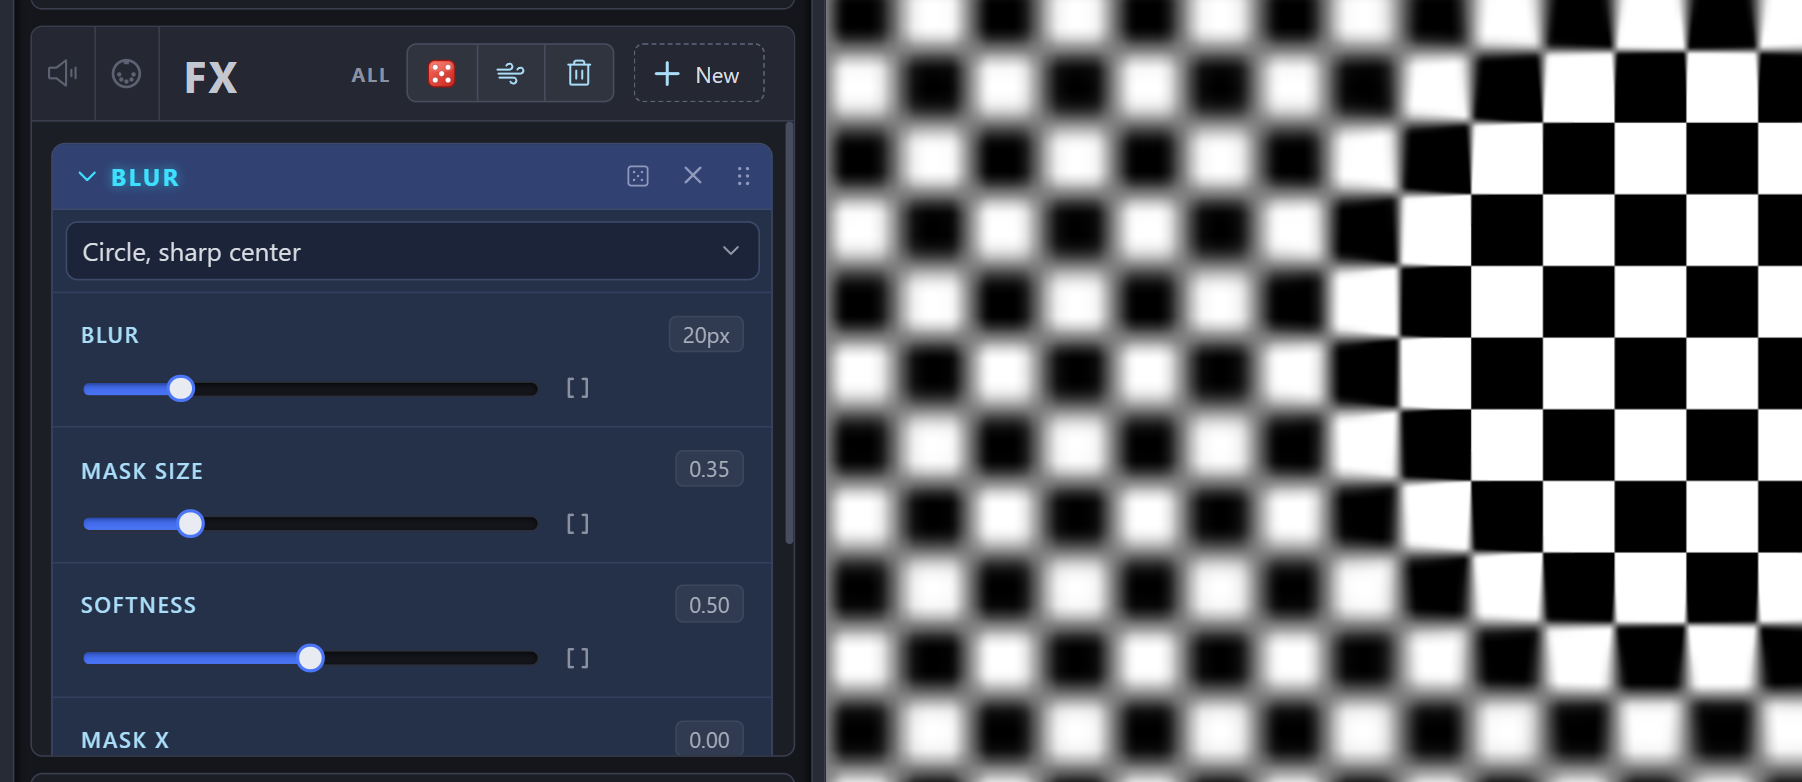 FX
ALL
New
BLUR
Circle, sharp center
BLUR
20px
[ ]
MASK SIZE
0.35
[ ]
SOFTNESS
0.50
[ ]
MASK X
0.00